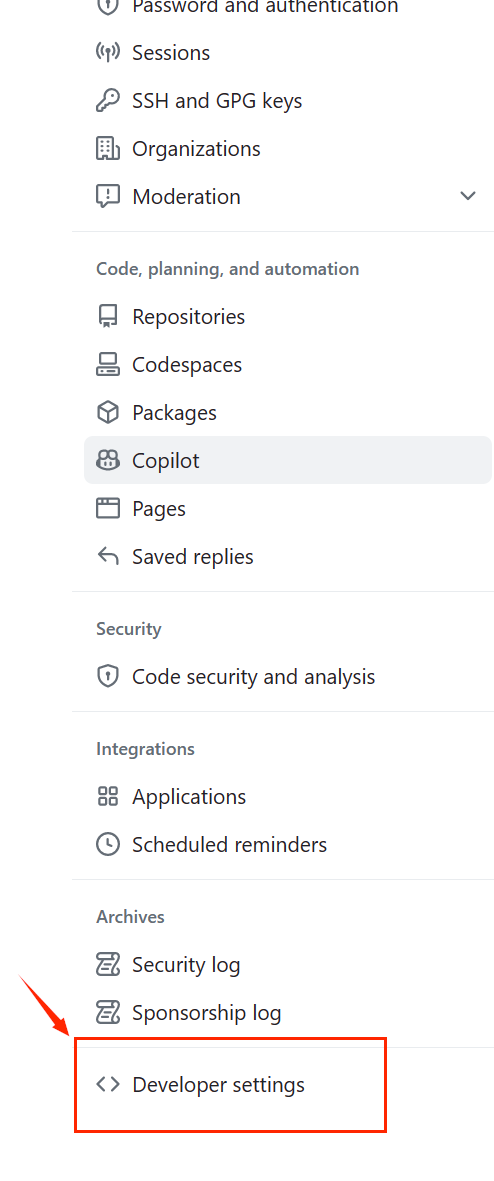 Password and authentication
Sessions
SSH and GPG keys
Organizations
Moderation
Code, planning, and automation
Repositories
Codespaces
Packages
Copilot
Pages
Saved replies
Security
Code security and analysis
Integrations
Applications
Scheduled reminders
Archives
Security log
Sponsorship log
Developer settings